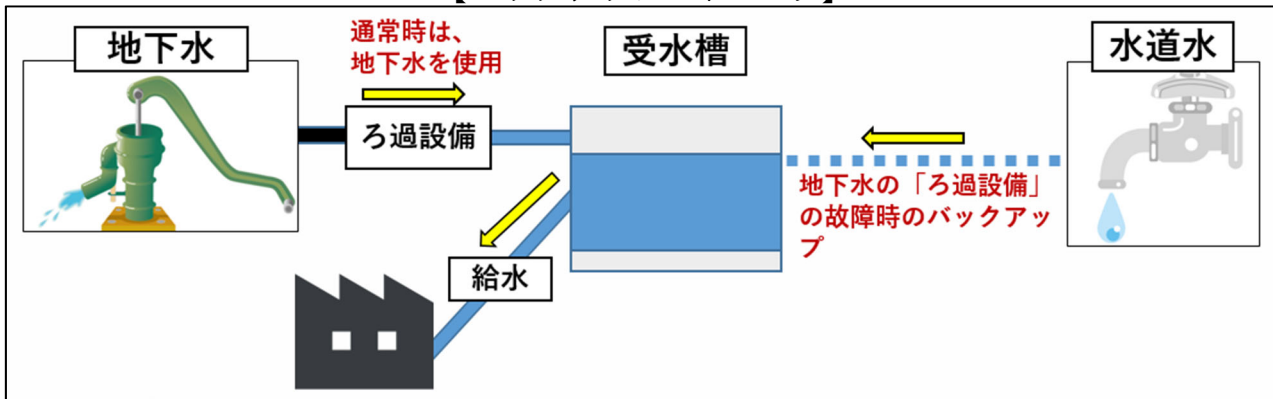 地下水
通常時は、
地下水を使用
受水槽
水道水
ろ過設備
地下水の「ろ過設備」
の故障時のバックアッ
プ
給水